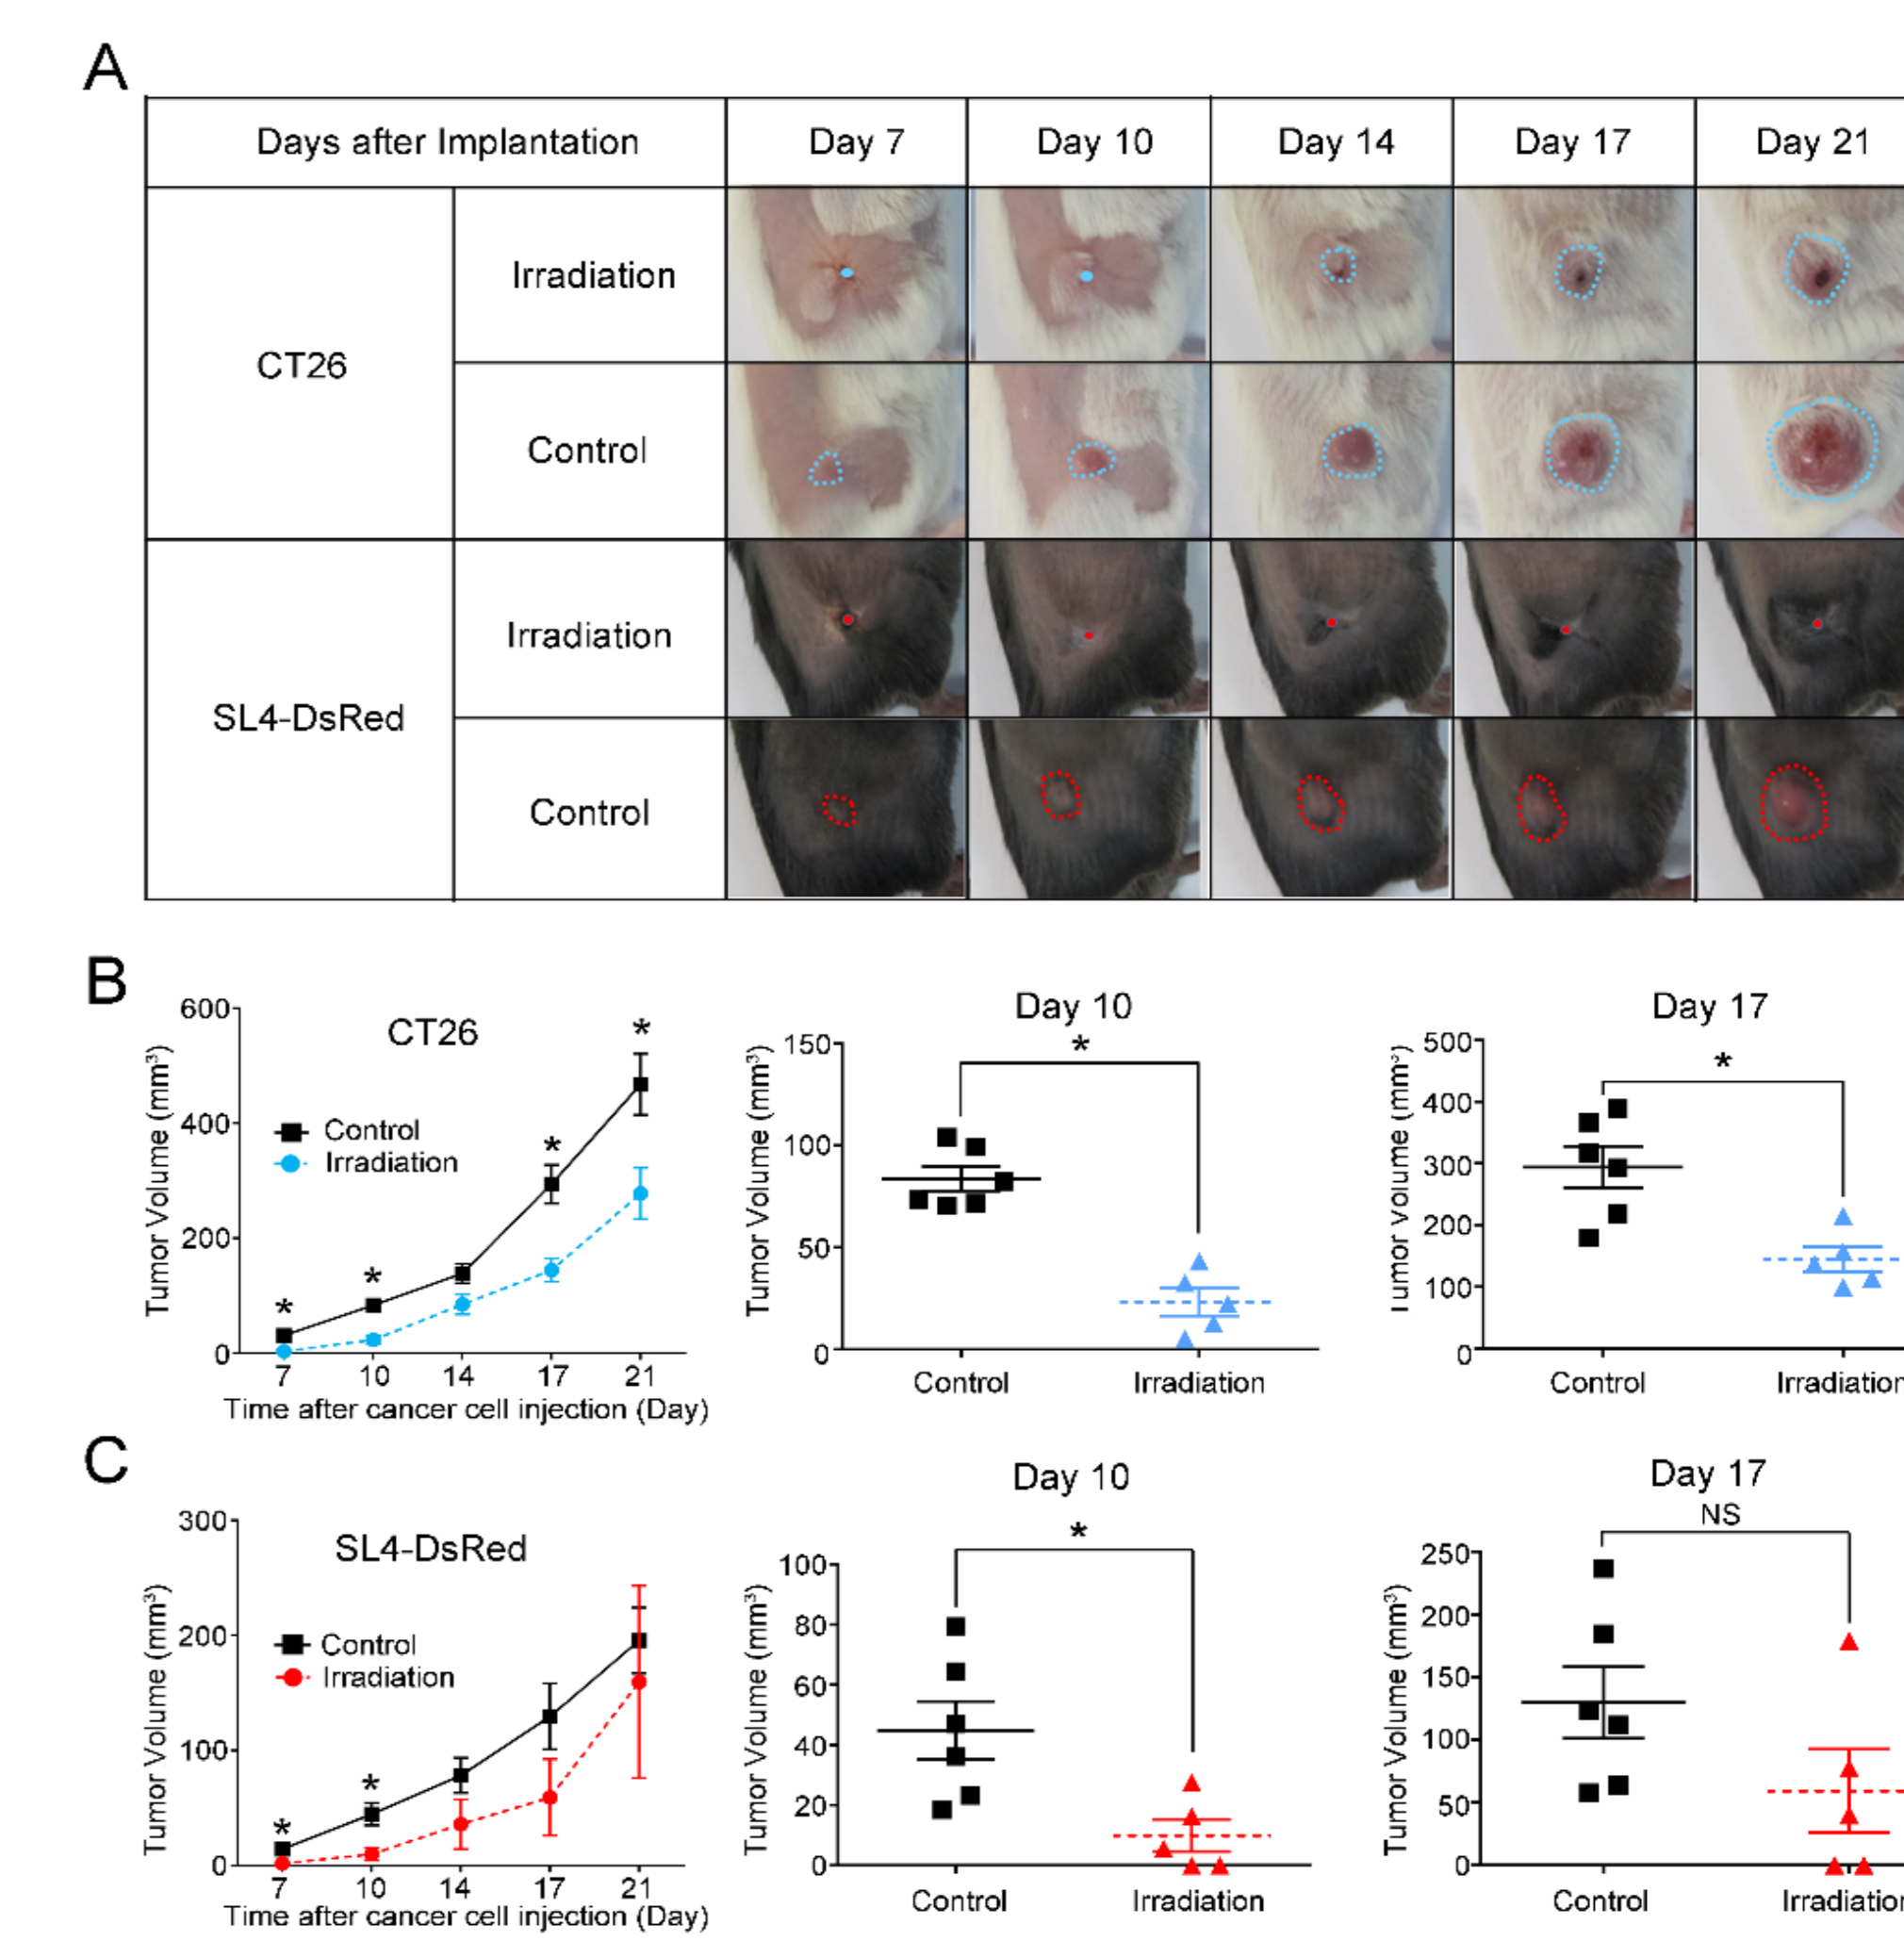 A
Days after Implantation Day 7 Day 10 Day 14 Day 17 Day 21
CT26
Irradiation
Control
SL4-DsRed
Irradiation
Control
B
CT26
Tumor Volume (mm³)
600
400
200
0
* * * *
Control
Irradiation
7 10 14 17 21
Time after cancer cell injection (Day)
Day 10
*
Tumor Volume (mm³)
150
100
50
0
Control Irradiation
Day 17
*
Tumor Volume (mm³)
500
400
300
200
100
0
Control Irradiation
C
SL4-DsRed
Tumor Volume (mm³)
300
200
100
0
* *
Control
Irradiation
7 10 14 17 21
Time after cancer cell injection (Day)
Day 10
*
Tumor Volume (mm³)
100
80
60
40
20
0
Control Irradiation
Day 17
NS
Tumor Volume (mm³)
250
200
150
100
50
0
Control Irradiation